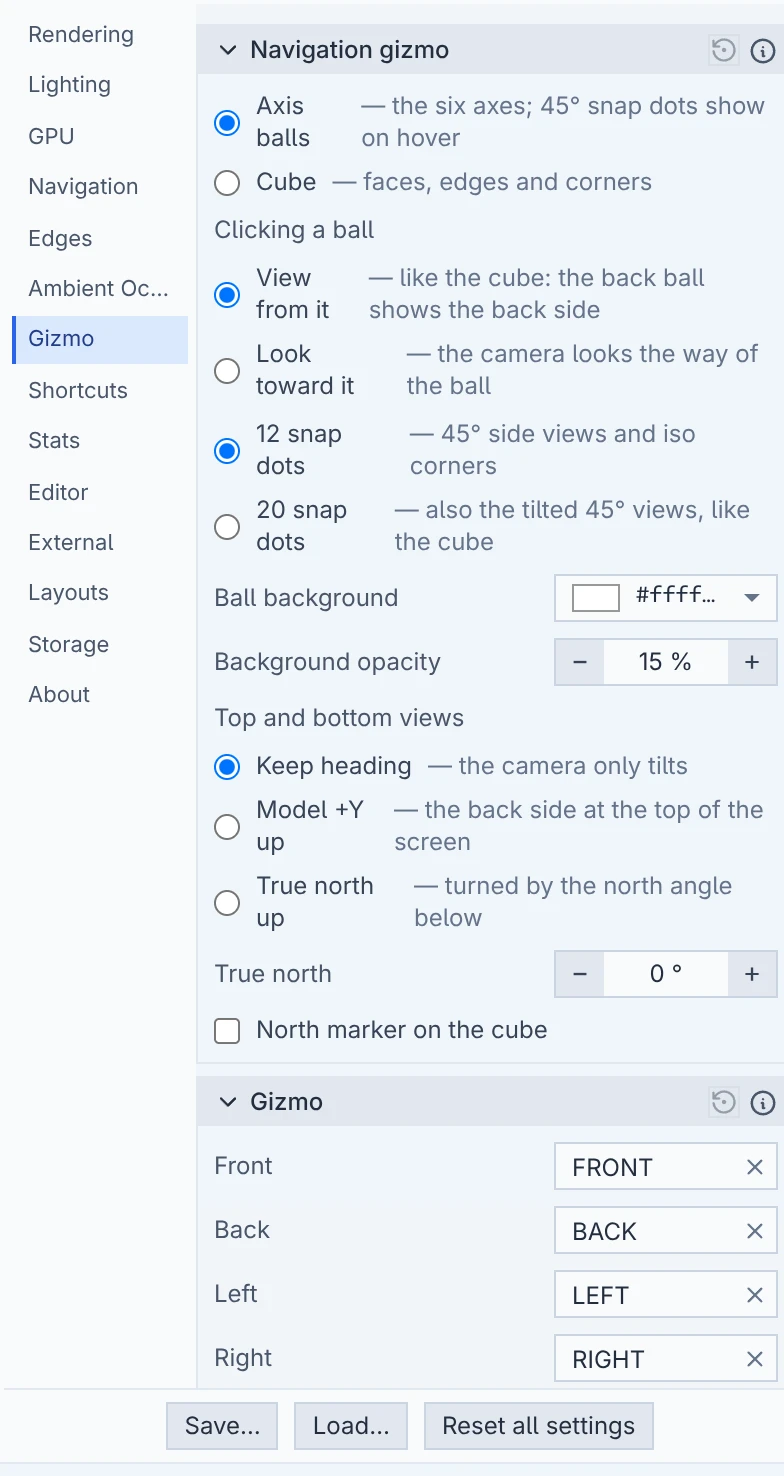 Rendering
Lighting
GPU
Navigation
Edges
Ambient Oc...
Gizmo
Shortcuts
Stats
Editor
External
Layouts
Storage
About
Navigation gizmo
Axis balls — the six axes; 45° snap dots show on hover
Cube — faces, edges and corners
Clicking a ball
View from it — like the cube: the back ball shows the back side
Look toward it — the camera looks the way of the ball
12 snap dots — 45° side views and iso corners
20 snap dots — also the tilted 45° views, like the cube
Ball background #ffff...
Background opacity − 15 % +
Top and bottom views
Keep heading — the camera only tilts
Model +Y up — the back side at the top of the screen
True north up — turned by the north angle below
True north − 0 ° +
North marker on the cube
Gizmo
Front FRONT
Back BACK
Left LEFT
Right RIGHT
Save... Load... Reset all settings